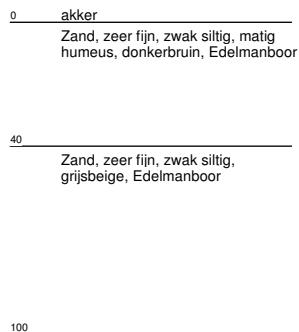 0 akker
Zand, zeer fijn, zwak siltig, matig
humeus, donkerbruin, Edelmanboor
40
Zand, zeer fijn, zwak siltig,
grijsbeige, Edelmanboor
100